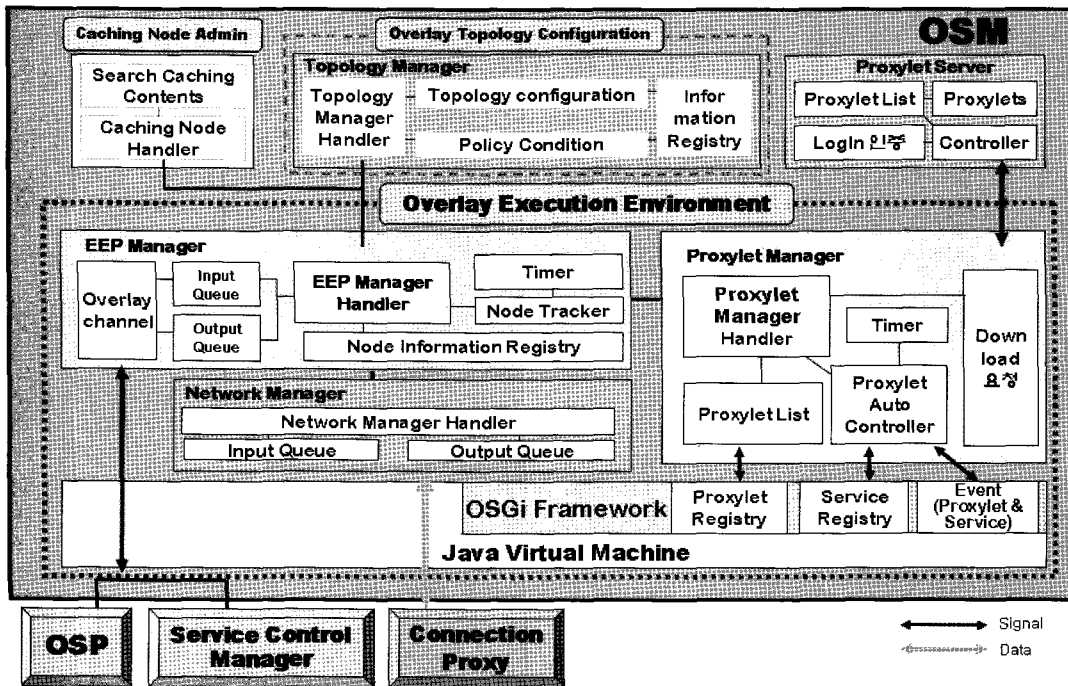 Caching Node Admin
Search Caching
Contents
Caching Node
Handler
Overlay Topology Configuration
Topology Manager
Topology
Manager
Handler
Topology configuration
Policy Condition
Infor
mation
Registry
OSM
Proxylet Server
Proxylet List
Proxylets
LogIn 인증
Controller
Overlay Execution Environment
EEP Manager
Overlay
channel
Input
Queue
Output
Queue
EEP Manager
Handler
Timer
Node Tracker
Node Information Registry
Proxylet Manager
Proxylet
Manager
Handler
Timer
Proxylet List
Proxylet
Auto
Controller
Down
load
요청
Network Manager
Network Manager Handler
Input Queue
Output Queue
OSGi Framework
Proxylet
Registry
Service
Registry
Event
(Proxylet &
Service)
Java Virtual Machine
OSP
Service Control
Manager
Connection
Proxy
Signal
Data